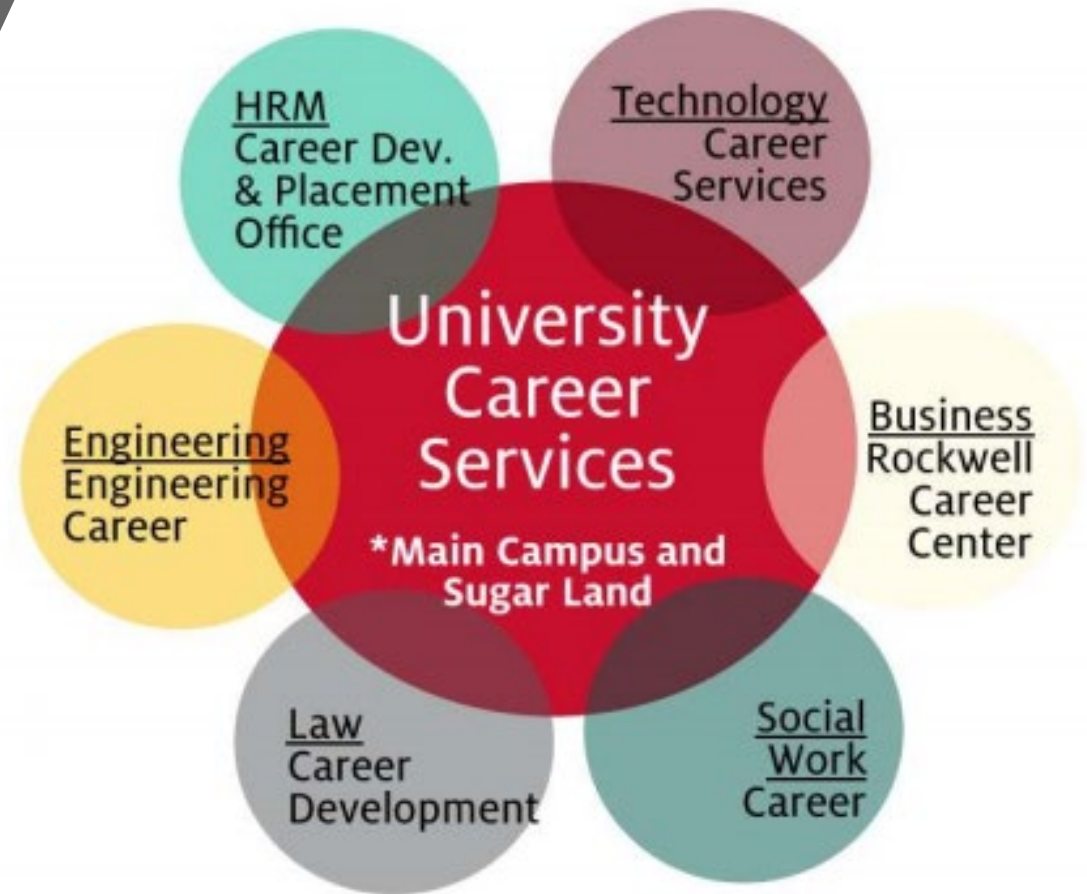 HRM
Career Dev.
& Placement
Office
Technology
Career
Services
University
Career
Services
*Main Campus and
Sugar Land
Engineering
Engineering
Career
Business
Rockwell
Career
Center
Law
Career
Development
Social
Work
Career